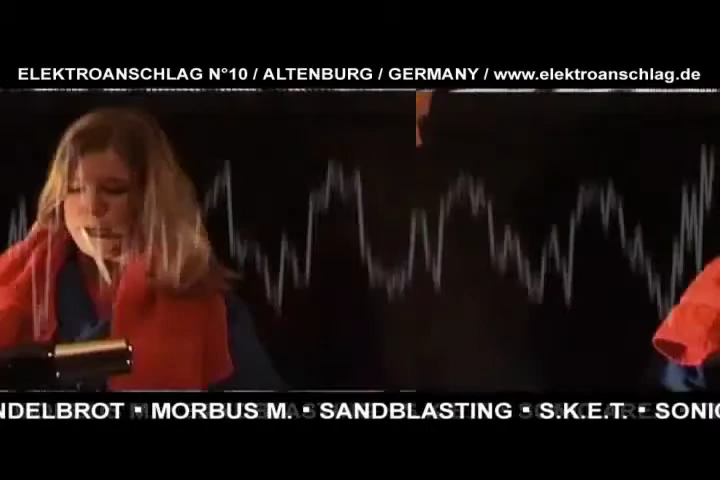 ELEKTROANSCHLAG N°10 / ALTENBURG / GERMANY / www.elektroanschlag.de
NDELBROT ▪ MORBUS M. ▪ SANDBLASTING ▪ S.K.E.T. ▪ SONIC